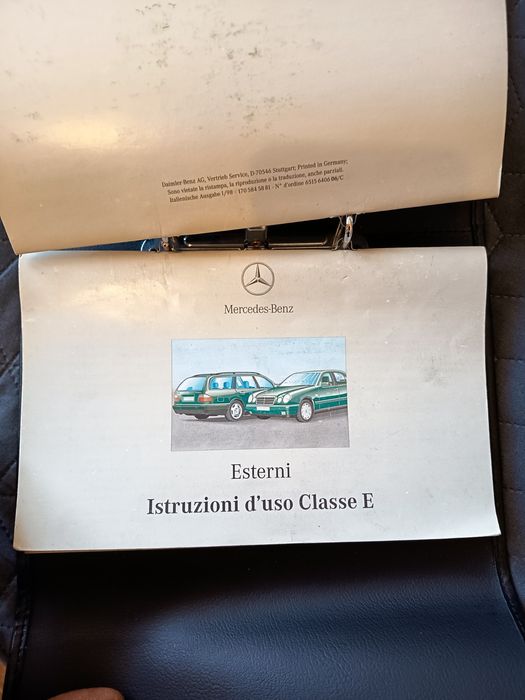 Daimler-Benz AG, Vertrieb Service, D-70546 Stuttgart; Printed in Germany;
Sono vietate la ristampa, la riproduzione o la traduzione, anche parziali.
Italienische Ausgabe I/98 · 170 584 58 81 · N° d'ordine 6515 6406 06/C
Mercedes-Benz
Esterni
Istruzioni d'uso Classe E